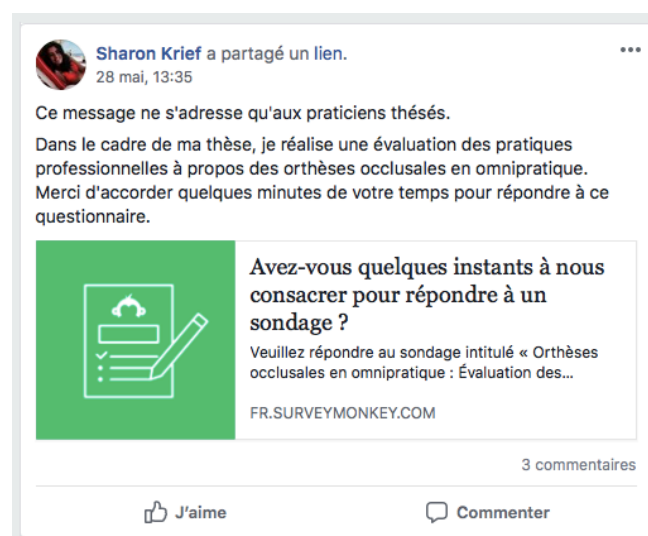 Sharon Krief a partagé un lien.
28 mai, 13:35
Ce message ne s'adresse qu'aux praticiens thésés.
Dans le cadre de ma thèse, je réalise une évaluation des pratiques
professionnelles à propos des orthèses occlusales en omnipratique.
Merci d'accorder quelques minutes de votre temps pour répondre à ce
questionnaire.
Avez-vous quelques instants à nous
consacrer pour répondre à un
sondage ?
Veuillez répondre au sondage intitulé « Orthèses
occlusales en omnipratique : Évaluation des...
FR.SURVEYMONKEY.COM
3 commentaires
J'aime
Commenter